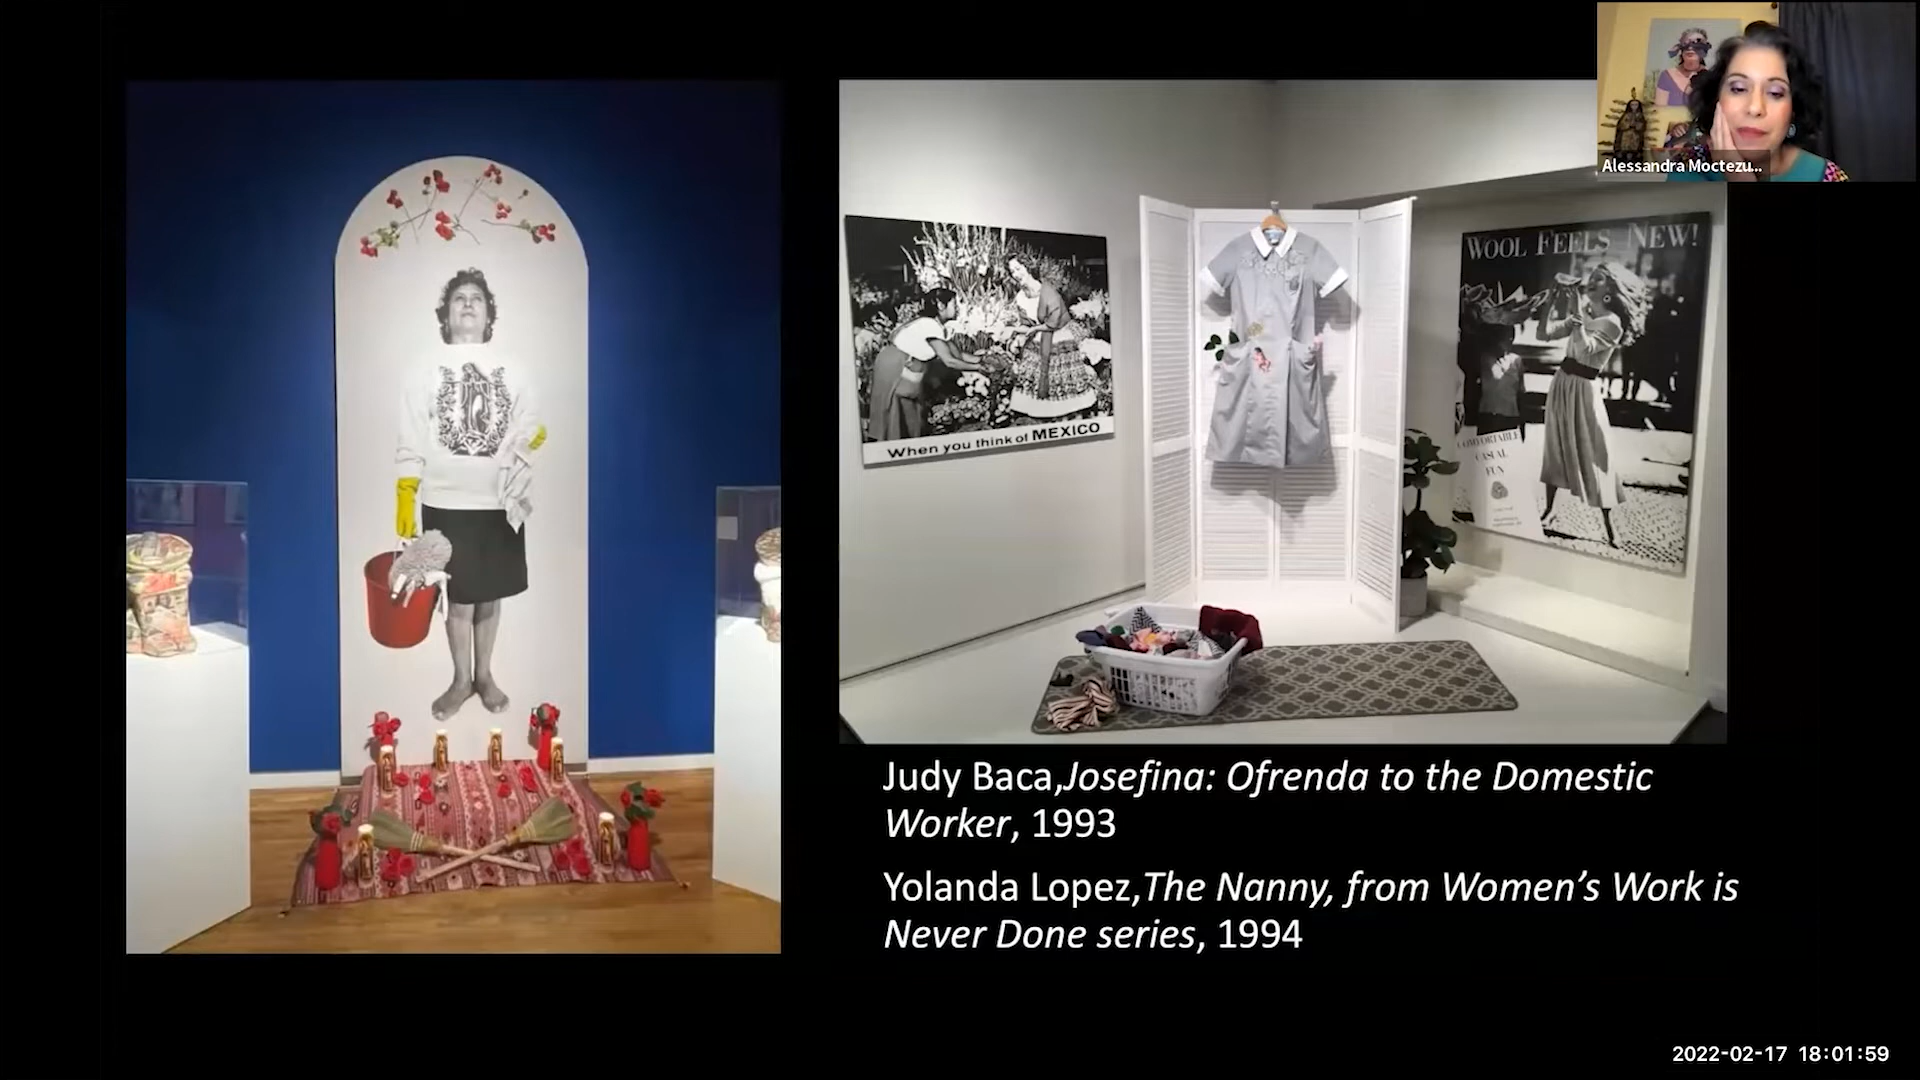 Alessandra Moctezu...
WOOL FEELS NEW!
When you think of MEXICO
COMFORTABLE
CASUAL
FUN
Judy Baca,Josefina: Ofrenda to the Domestic
Worker, 1993
Yolanda Lopez,The Nanny, from Women’s Work is
Never Done series, 1994
2022-02-17 18:01:59